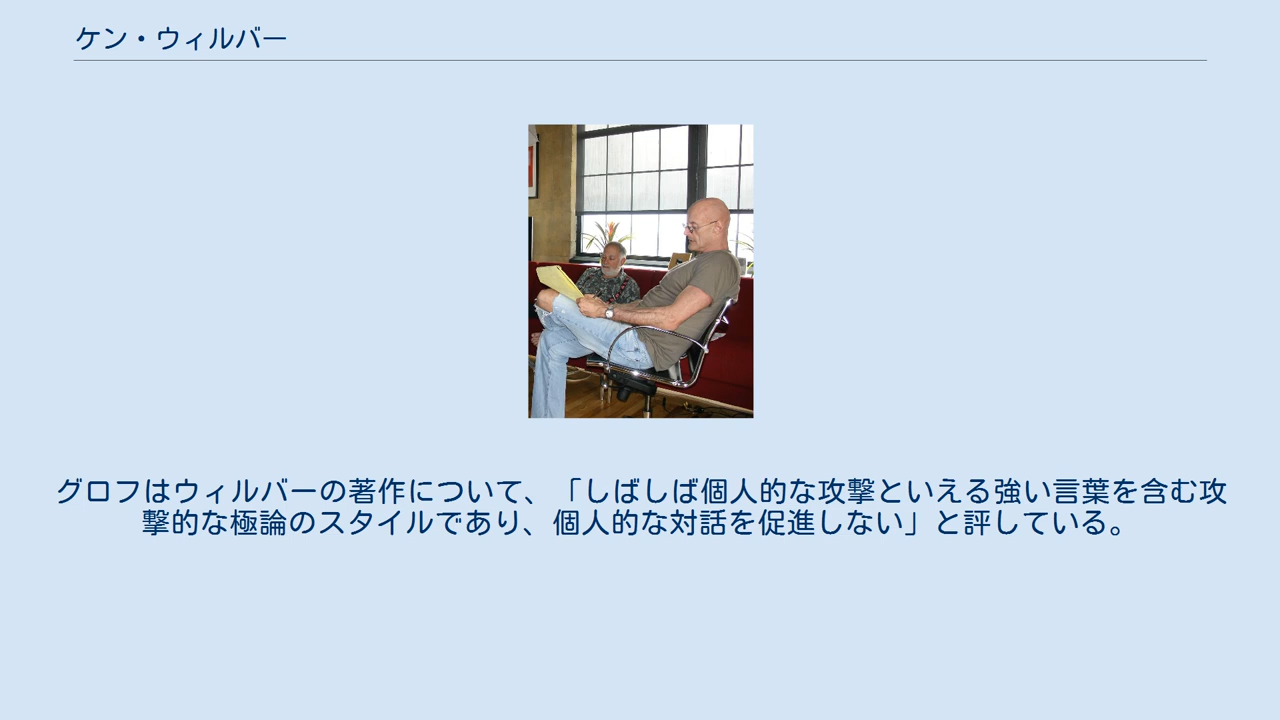 ケン・ウィルバー
グロフはウィルバーの著作について、「しばしば個人的な攻撃といえる強い言葉を含む攻
撃的な極論のスタイルであり、個人的な対話を促進しない」と評している。